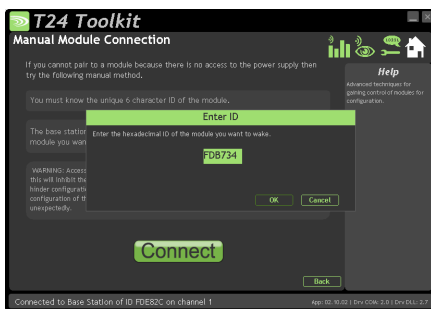 T24 Toolkit
Manual Module Connection
If you cannot pair to a module because there is no access to the power supply then
try the following manual method.
You must know the unique 6 character ID of the module.
The base station
module you wan
WARNING: Access
this will inhibit the
hinder configurati
configuration of th
unexpectedly.
Enter ID
Enter the hexadecimal ID of the module you want to wake.
FDB734
OK Cancel
Connect
Back
Help
Advanced techniques for
gaining control of modules for
configuration.
Connected to Base Station of ID FDE82C on channel 1
App: 02.10.02 | Drv COM: 2.0 | Drv DLL: 2.7